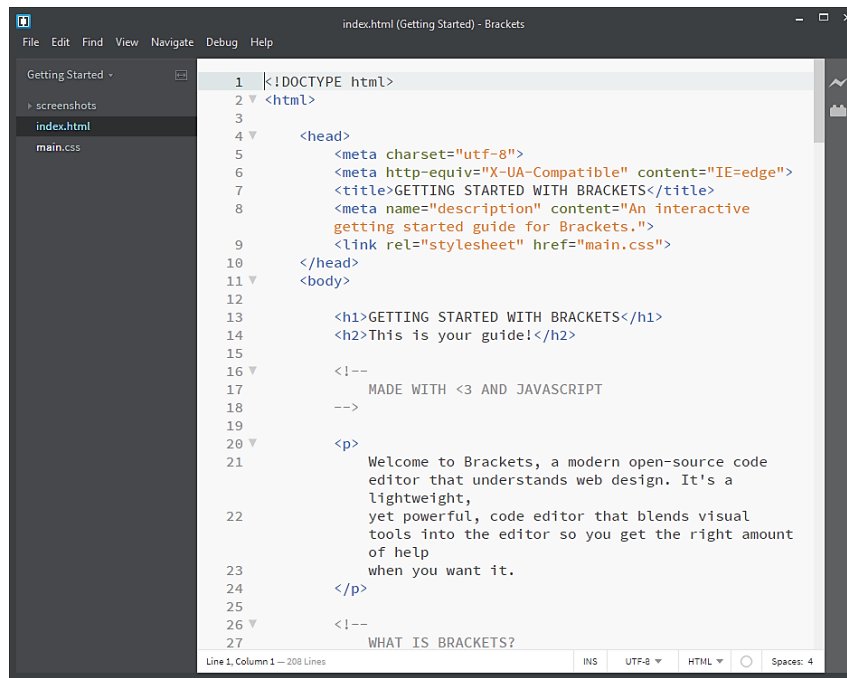 index.html (Getting Started) - Brackets
File Edit Find View Navigate Debug Help
Getting Started
screenshots
index.html
main.css
1 <!DOCTYPE html>
2 <html>
3
4 <head>
5 <meta charset="utf-8">
6 <meta http-equiv="X-UA-Compatible" content="IE=edge">
7 <title>GETTING STARTED WITH BRACKETS</title>
8 <meta name="description" content="An interactive
getting started guide for Brackets.">
9 <link rel="stylesheet" href="main.css">
10 </head>
11 <body>
12
13 <h1>GETTING STARTED WITH BRACKETS</h1>
14 <h2>This is your guide!</h2>
15
16 <!--
17 MADE WITH <3 AND JAVASCRIPT
18 -->
19
20 <p>
21 Welcome to Brackets, a modern open-source code
editor that understands web design. It's a
lightweight,
22 yet powerful, code editor that blends visual
tools into the editor so you get the right amount
of help
23 when you want it.
24 </p>
25
26 <!--
27 WHAT IS BRACKETS?
Line 1, Column 1 — 208 Lines INS UTF-8 HTML Spaces: 4